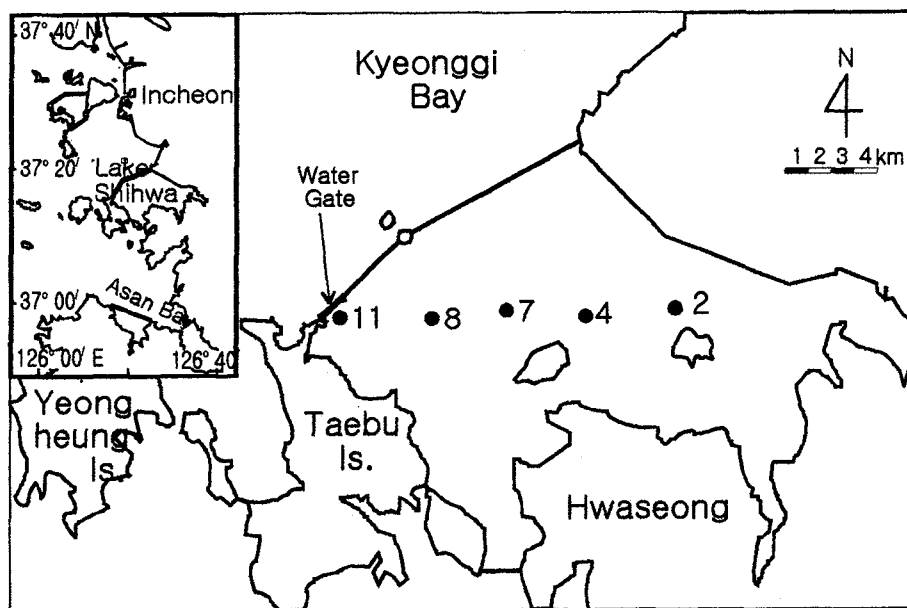 37° 40′ N
Incheon
37° 20′
Lake
Shihwa
37° 00′
Asan Bay
126° 00′ E
126° 40′
Kyeonggi
Bay
N
1 2 3 4 km
Water
Gate
11
8
7
4
2
Yeong
heung
Is.
Taebu
Is.
Hwaseong